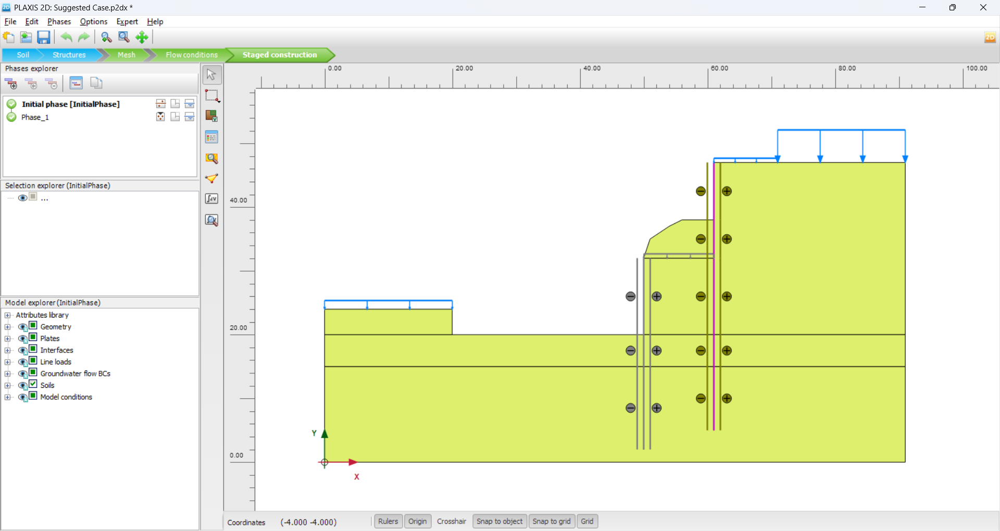 PLAXIS 2D: Suggested Case.p2dx *
File Edit Phases Options Expert Help
2D
Soil Structures Mesh Flow conditions Staged construction
Phases explorer
Initial phase [InitialPhase]
Phase_1
Selection explorer (InitialPhase)
...
Model explorer (InitialPhase)
Attributes library
Geometry
Plates
Interfaces
Line loads
Groundwater flow BCs
Soils
Model conditions
0.00 20.00 40.00 60.00 80.00 100.00
40.00
20.00
0.00
Y
X
Coordinates (-4.000 -4.000) Rulers Origin Crosshair Snap to object Snap to grid Grid